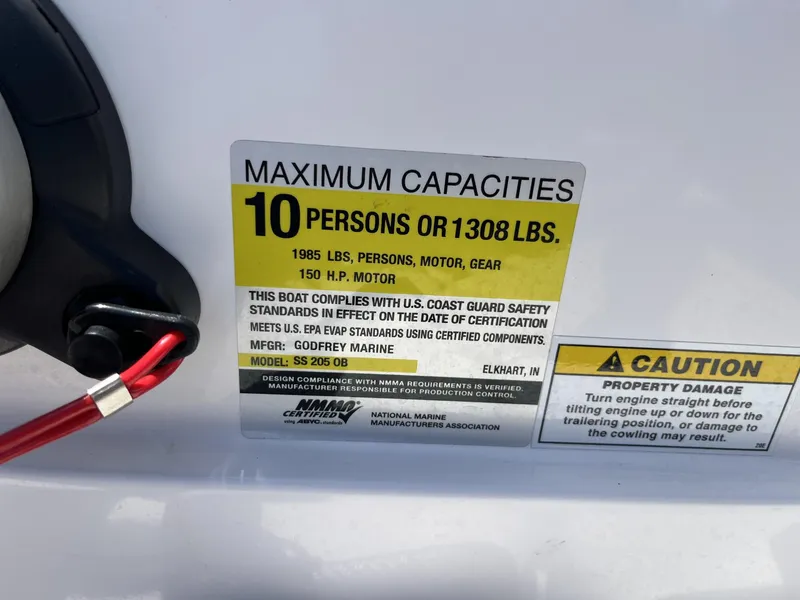 MAXIMUM CAPACITIES
10 PERSONS OR 1308 LBS.
1985 LBS, PERSONS, MOTOR, GEAR
150 H.P. MOTOR
THIS BOAT COMPLIES WITH U.S. COAST GUARD SAFETY
STANDARDS IN EFFECT ON THE DATE OF CERTIFICATION
MEETS U.S. EPA EVAP STANDARDS USING CERTIFIED COMPONENTS.
MFGR: GODFREY MARINE
MODEL: SS 205 OB ELKHART, IN
DESIGN COMPLIANCE WITH NMMA REQUIREMENTS IS VERIFIED.
MANUFACTURER RESPONSIBLE FOR PRODUCTION CONTROL.
NMMA®
CERTIFIED
using ABYC standards
NATIONAL MARINE
MANUFACTURERS ASSOCIATION
CAUTION
PROPERTY DAMAGE
Turn engine straight before
tilting engine up or down for the
trailering position, or damage to
the cowling may result.